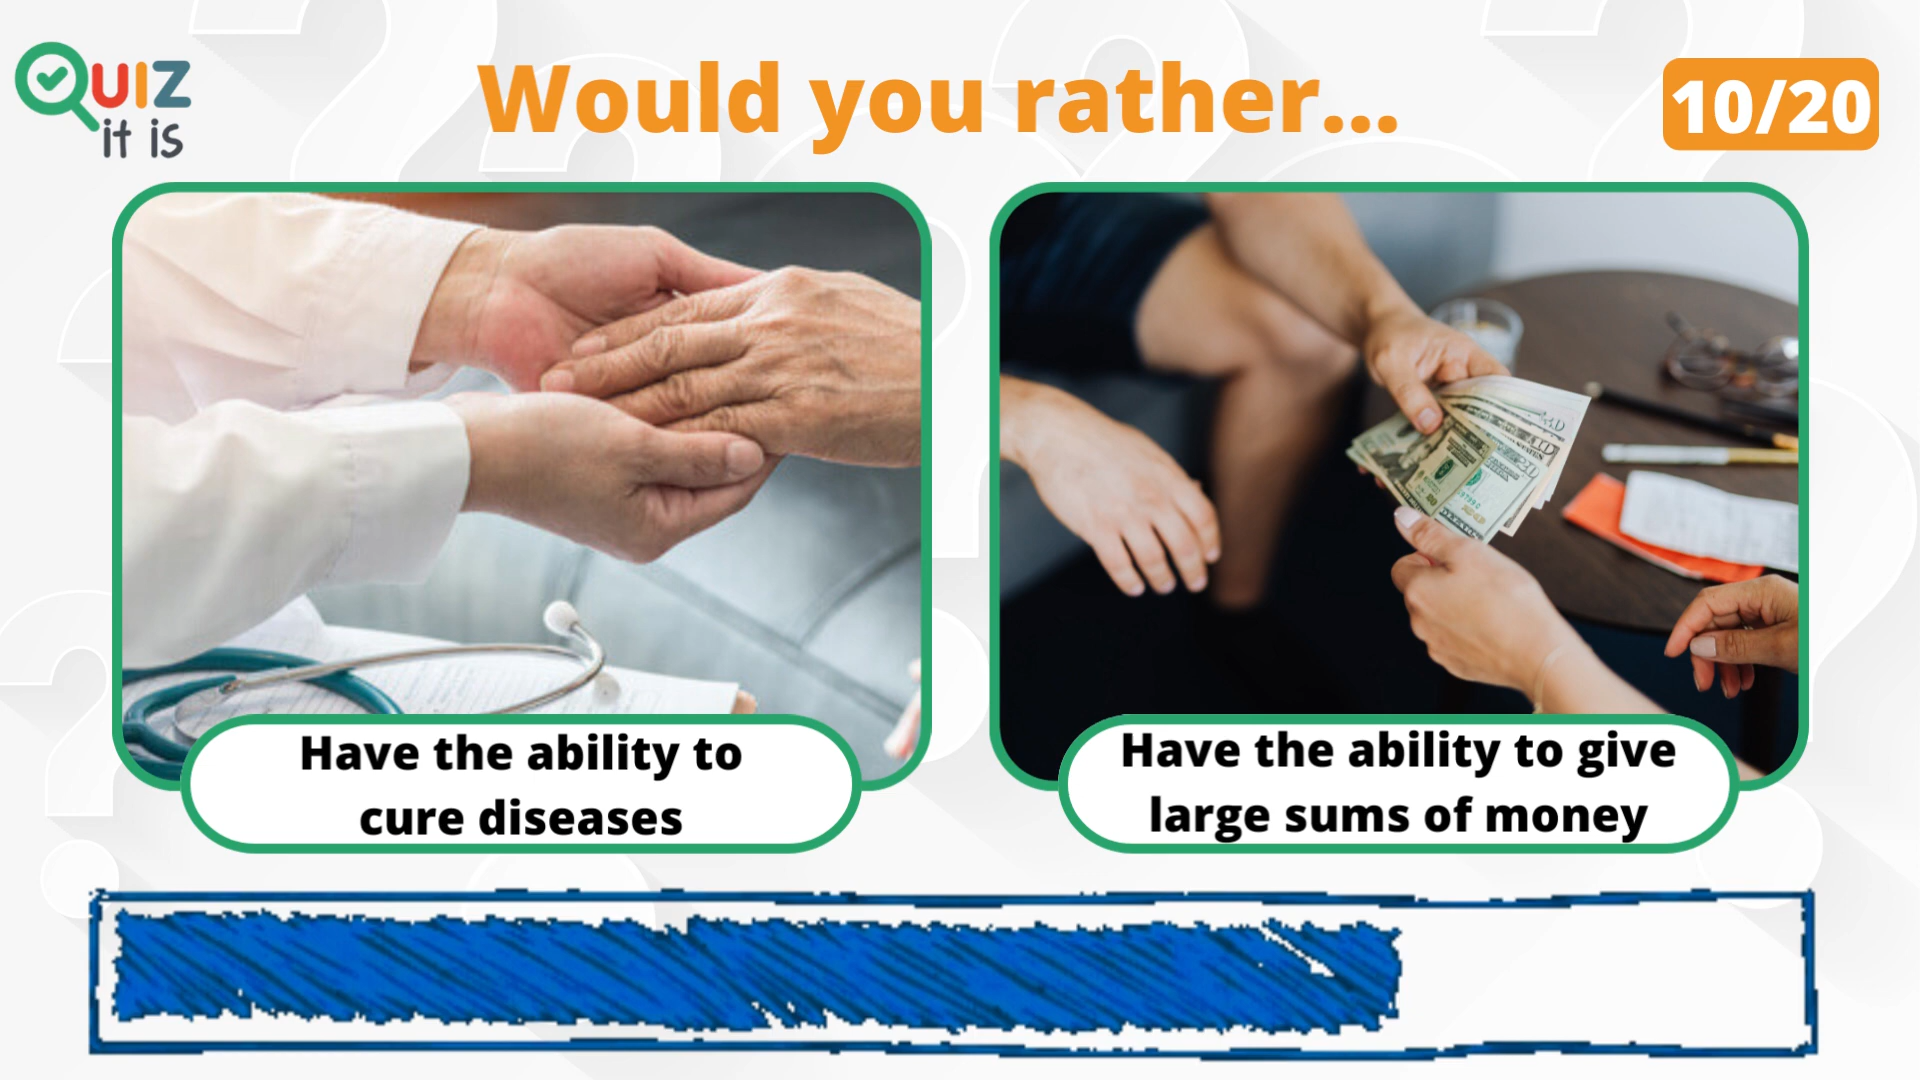 QUIZ
it is
Would you rather...
10/20
Have the ability to
cure diseases
Have the ability to give
large sums of money